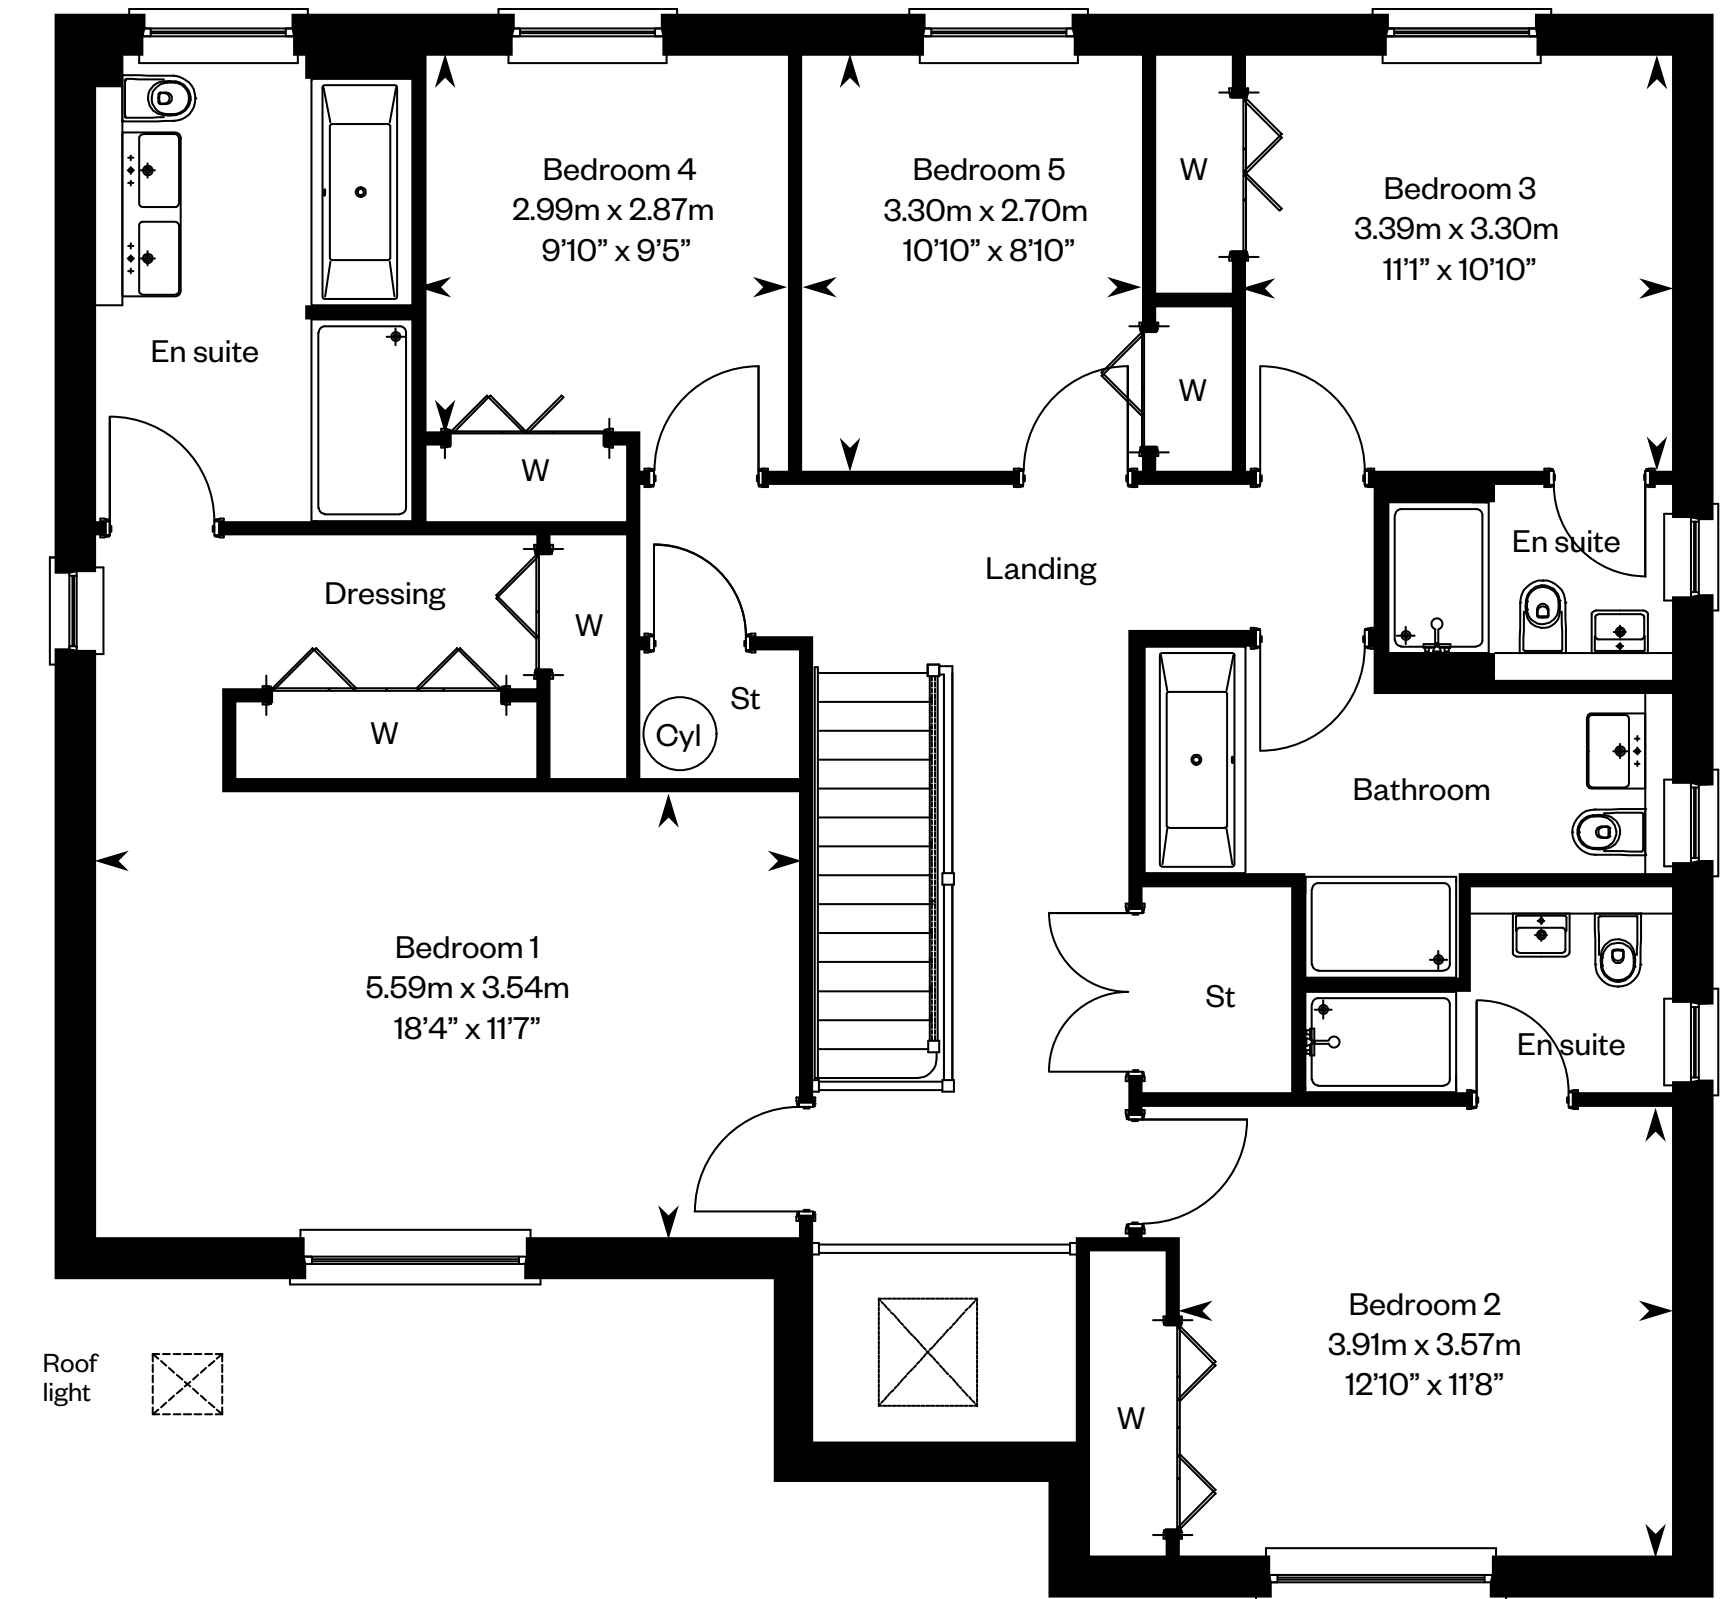 Bedroom 4
2.99m x 2.87m
9’10” x 9’5”
Bedroom 5
3.30m x 2.70m
10’10” x 8’10”
W
Bedroom 3
3.39m x 3.30m
11’1” x 10’10”
En suite
W
W
En suite
Dressing
W
Landing
W
St
Cyl
Bathroom
Bedroom 1
5.59m x 3.54m
18’4” x 11’7”
St
En suite
Bedroom 2
3.91m x 3.57m
12’10” x 11’8”
W
Roof
light